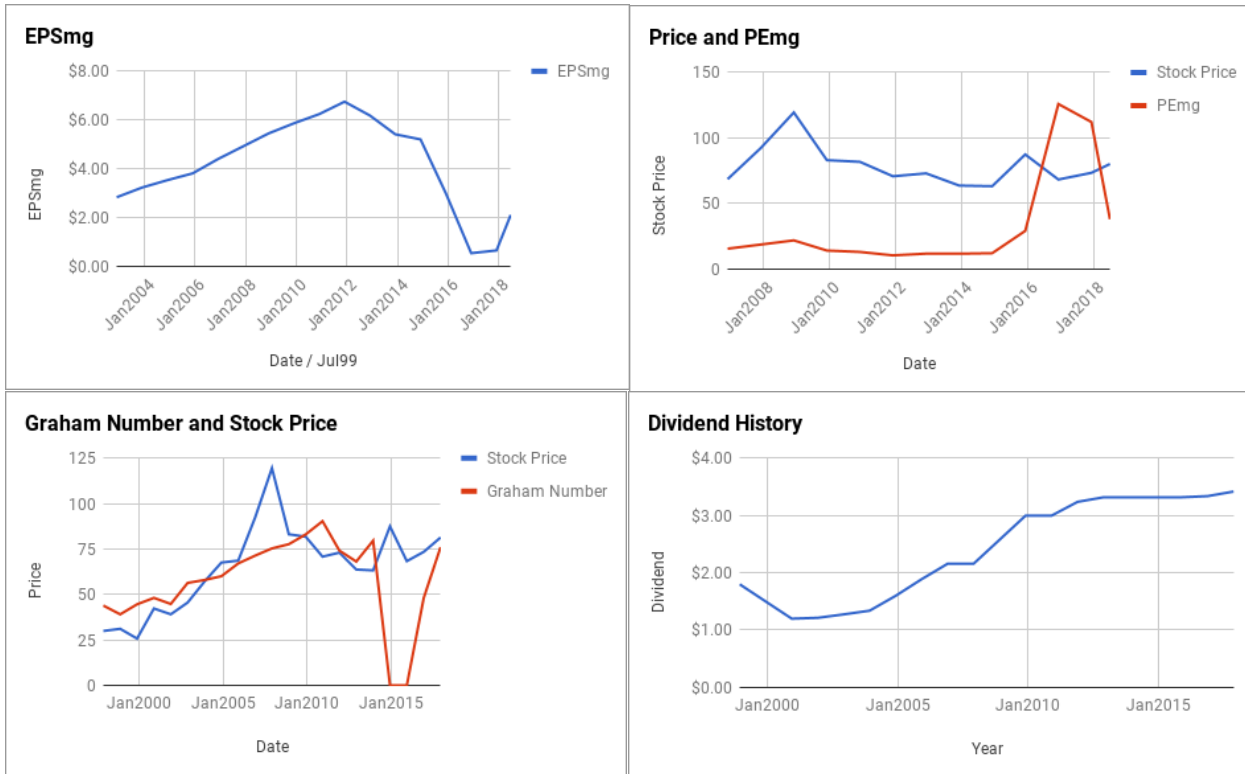 EPSmg
EPSmg
$8.00
$6.00
$4.00
$2.00
$0.00
EPSmg
Jan2004
Jan2006
Jan2008
Jan2010
Jan2012
Jan2014
Jan2016
Jan2018
Date / Jul99
Price and PEmg
Stock Price
PEmg
150
100
50
0
Stock Price
Jan2008
Jan2010
Jan2012
Jan2014
Jan2016
Jan2018
Date
Graham Number and Stock Price
Stock Price
Graham Number
125
100
75
50
25
0
Price
Jan2000
Jan2005
Jan2010
Jan2015
Date
Dividend History
$4.00
$3.00
$2.00
$1.00
$0.00
Dividend
Jan2000
Jan2005
Jan2010
Jan2015
Year